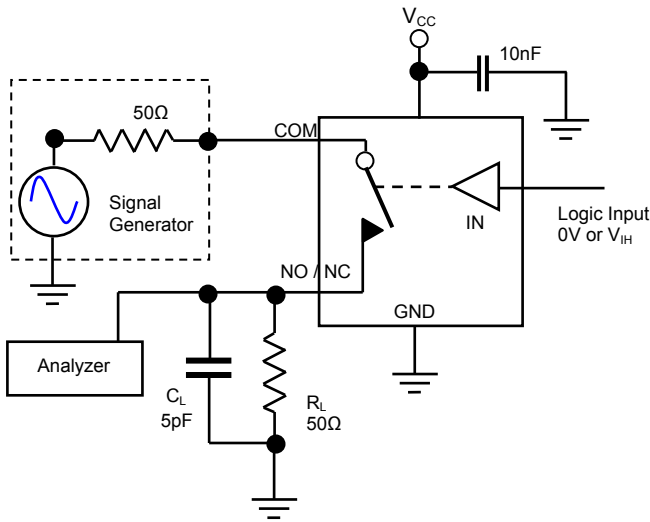 V_CC
10nF
50Ω
COM
Signal
Generator
IN
Logic Input
0V or V_IH
NO / NC
GND
Analyzer
C_L
5pF
R_L
50Ω